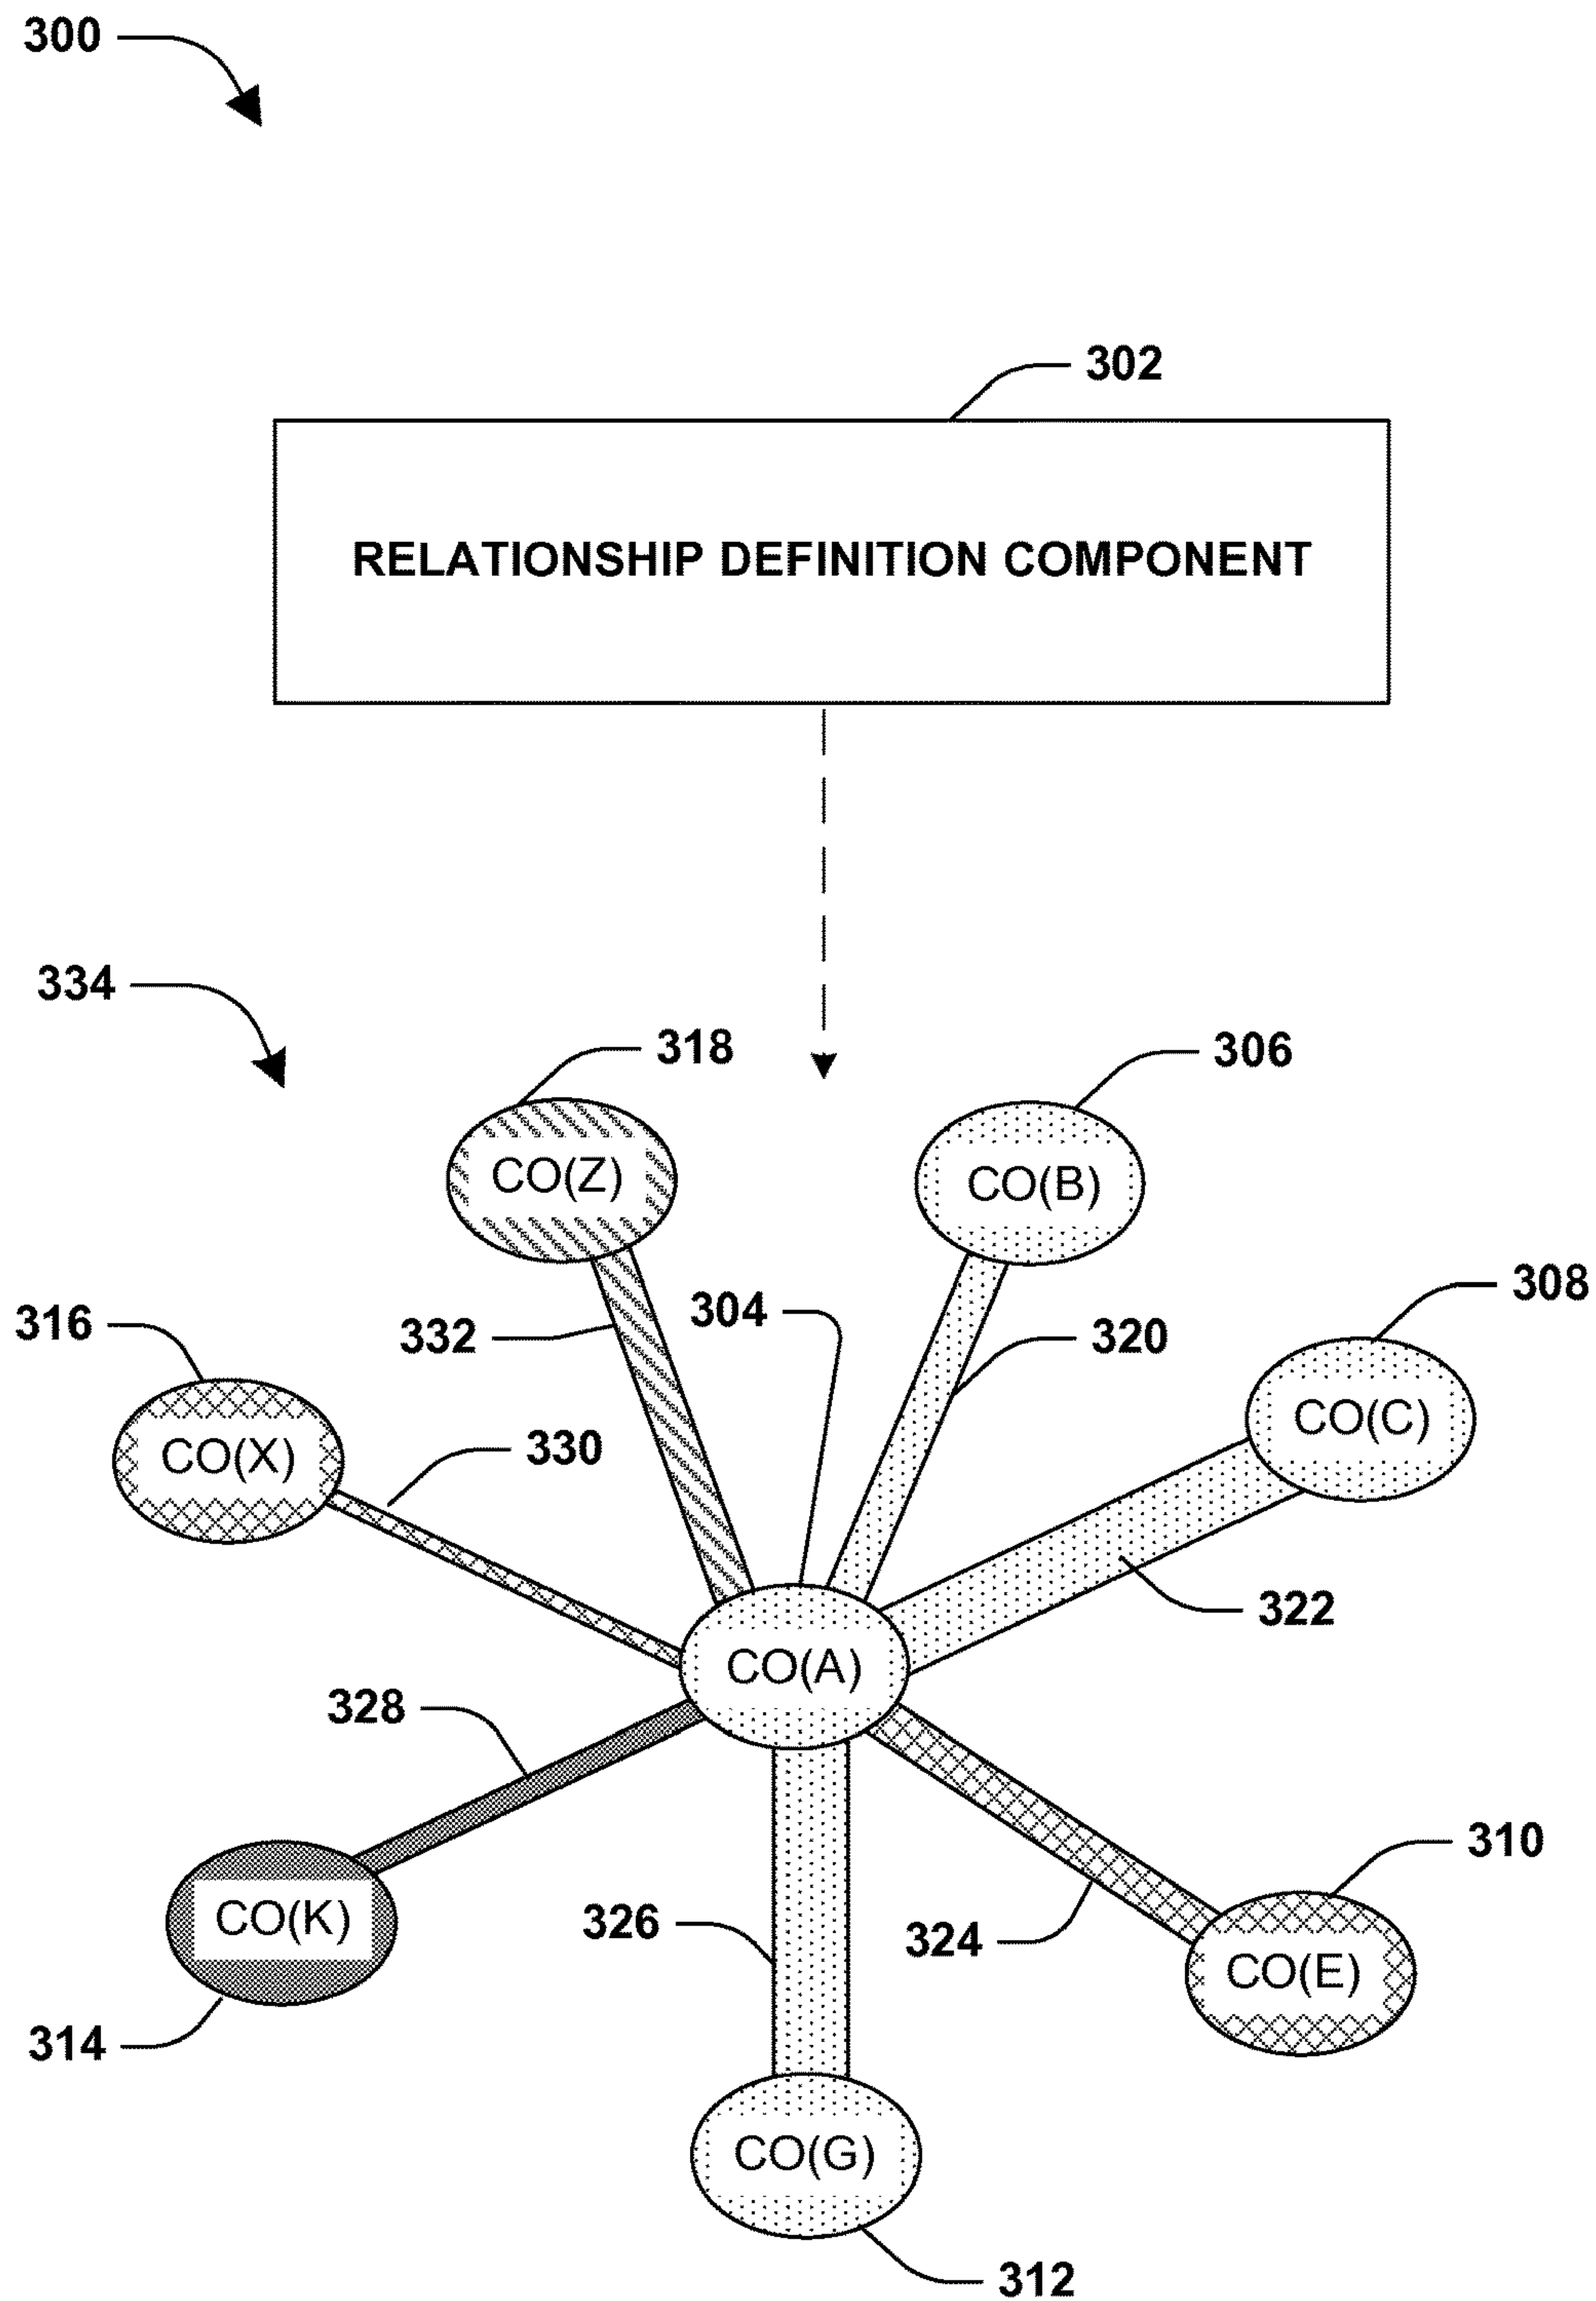 300
302
RELATIONSHIP DEFINITION COMPONENT
334
318
306
CO(Z)
CO(B)
308
304
316
332
320
CO(C)
330
CO(X)
322
CO(A)
328
310
CO(K)
326
324
CO(E)
314
CO(G)
312